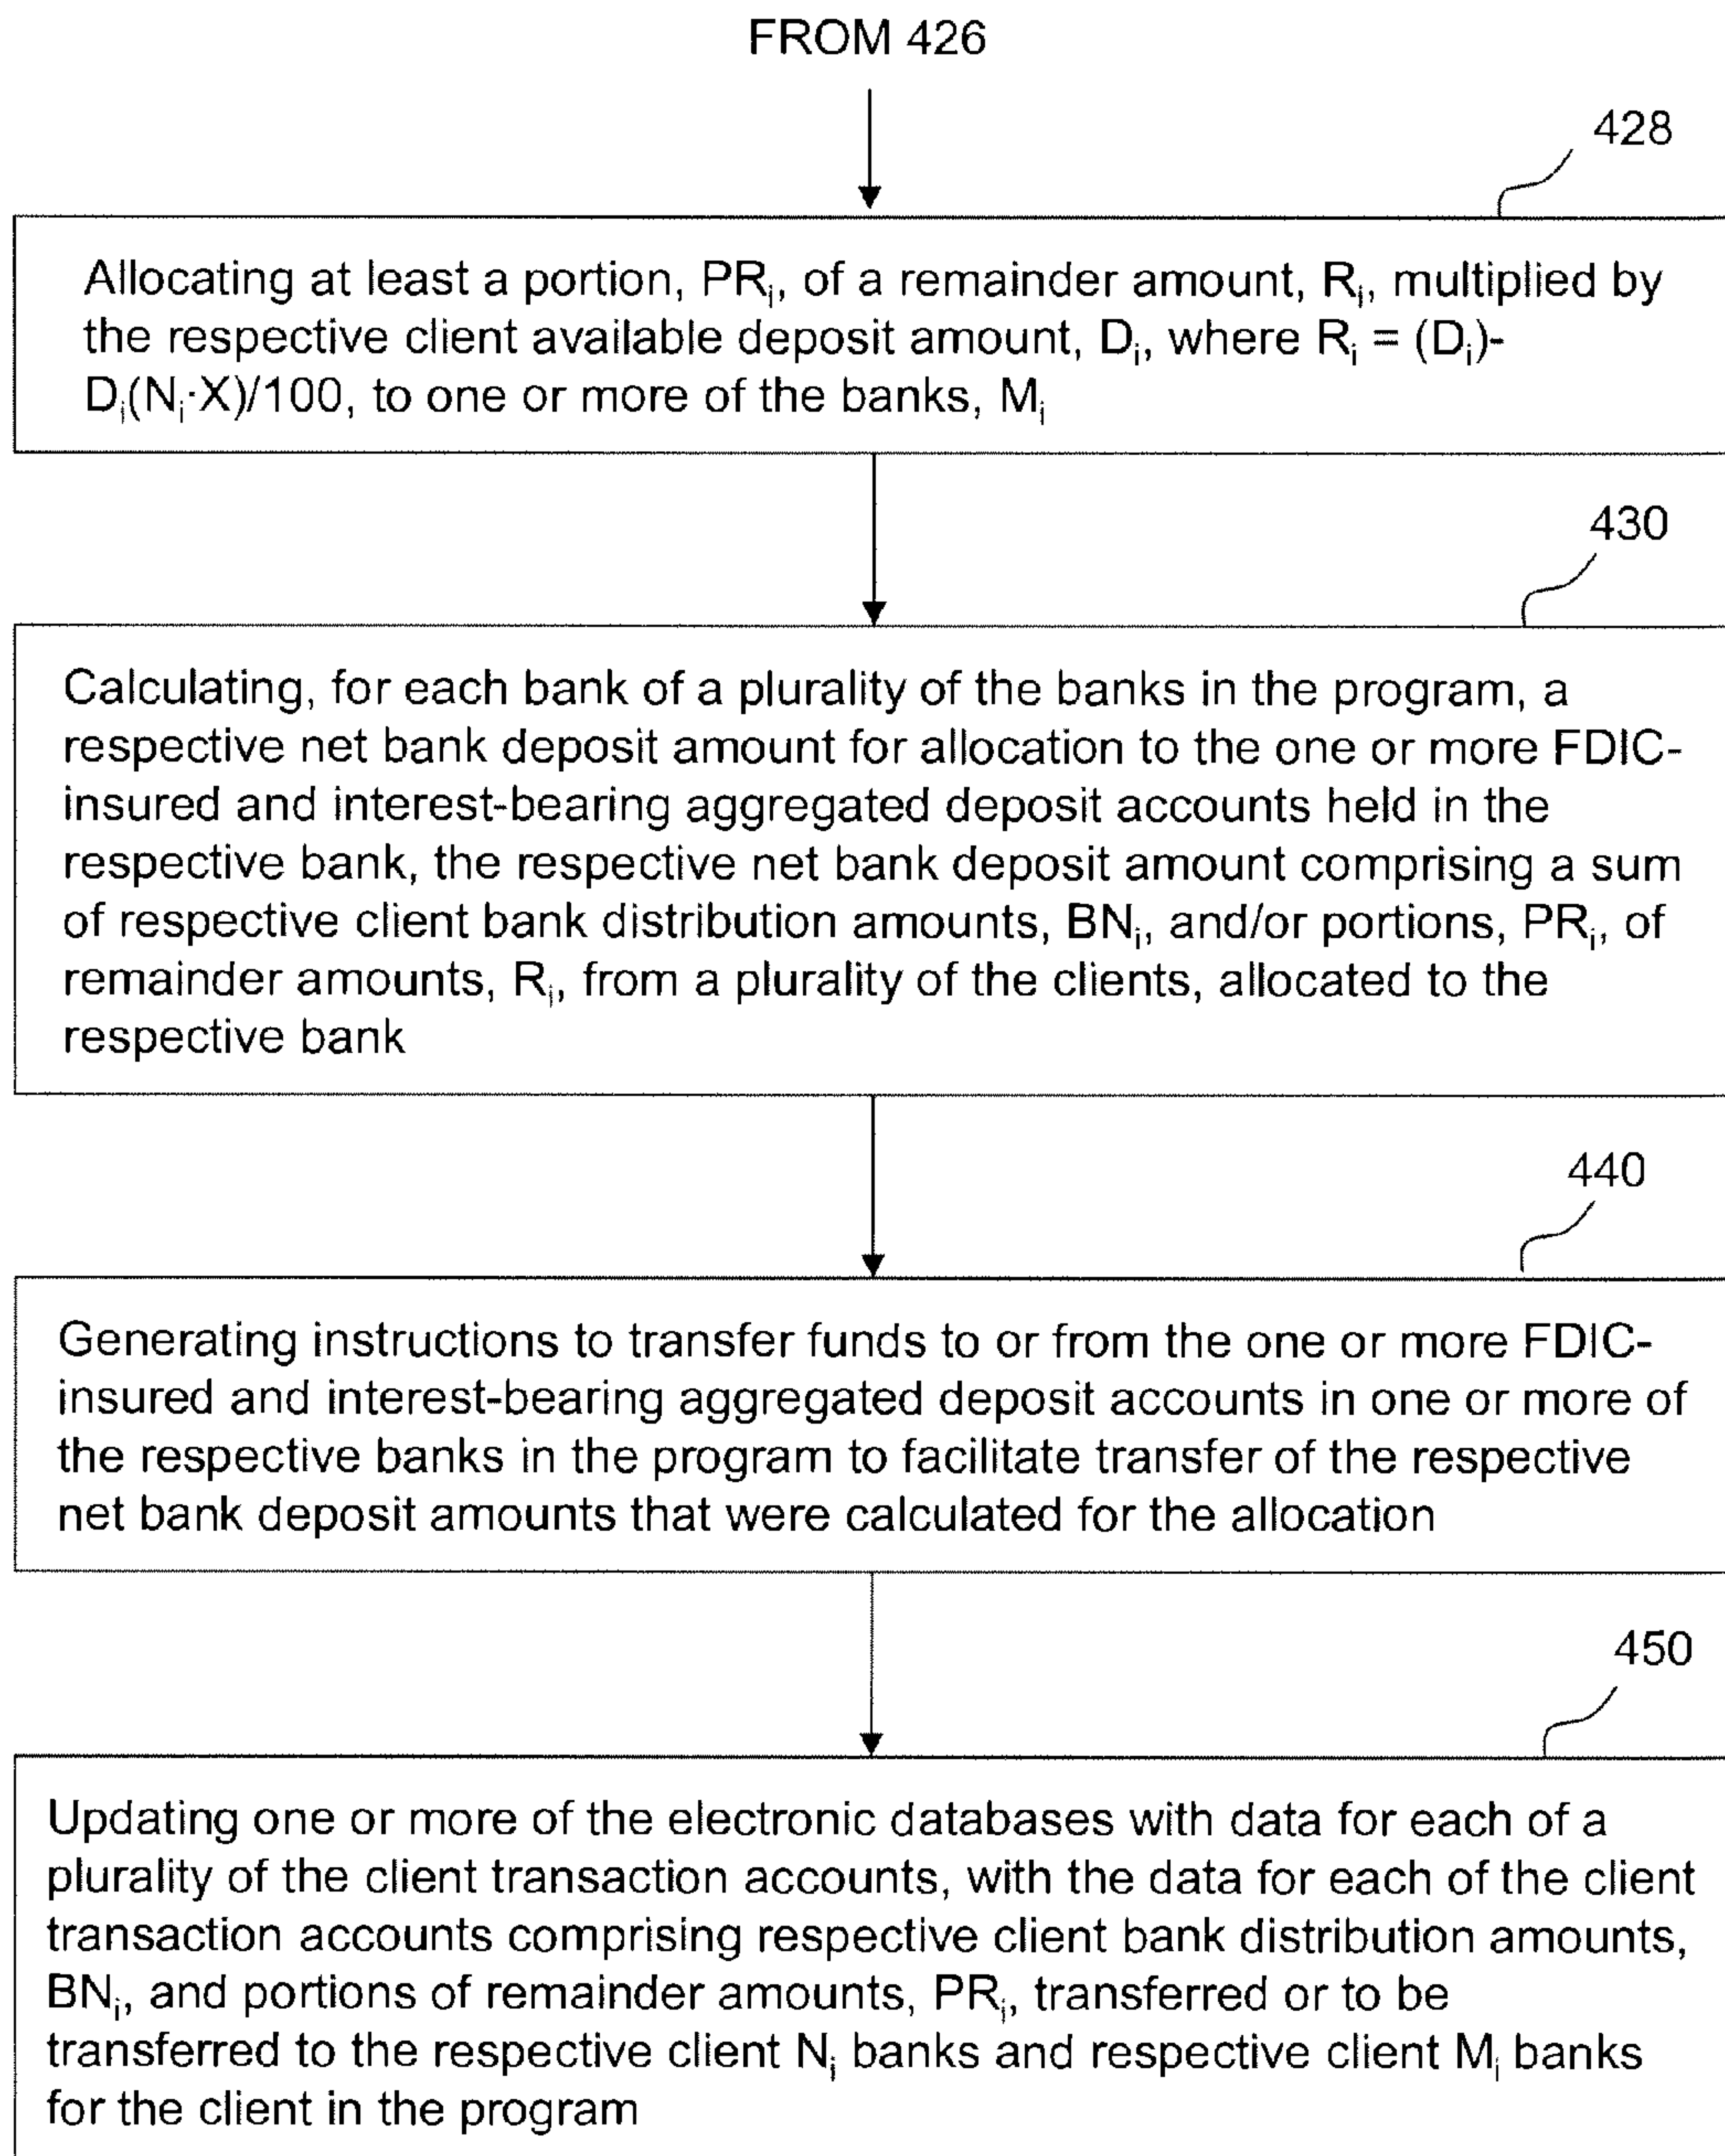 FROM 426
428
Allocating at least a portion, PRᵢ, of a remainder amount, Rᵢ, multiplied by
the respective client available deposit amount, Dᵢ, where Rᵢ = (Dᵢ)-
Dᵢ(Nᵢ·X)/100, to one or more of the banks, Mᵢ
430
Calculating, for each bank of a plurality of the banks in the program, a
respective net bank deposit amount for allocation to the one or more FDIC-
insured and interest-bearing aggregated deposit accounts held in the
respective bank, the respective net bank deposit amount comprising a sum
of respective client bank distribution amounts, BNᵢ, and/or portions, PRᵢ, of
remainder amounts, Rᵢ, from a plurality of the clients, allocated to the
respective bank
440
Generating instructions to transfer funds to or from the one or more FDIC-
insured and interest-bearing aggregated deposit accounts in one or more of
the respective banks in the program to facilitate transfer of the respective
net bank deposit amounts that were calculated for the allocation
450
Updating one or more of the electronic databases with data for each of a
plurality of the client transaction accounts, with the data for each of the client
transaction accounts comprising respective client bank distribution amounts,
BNᵢ, and portions of remainder amounts, PRᵢ, transferred or to be
transferred to the respective client Nᵢ banks and respective client Mᵢ banks
for the client in the program